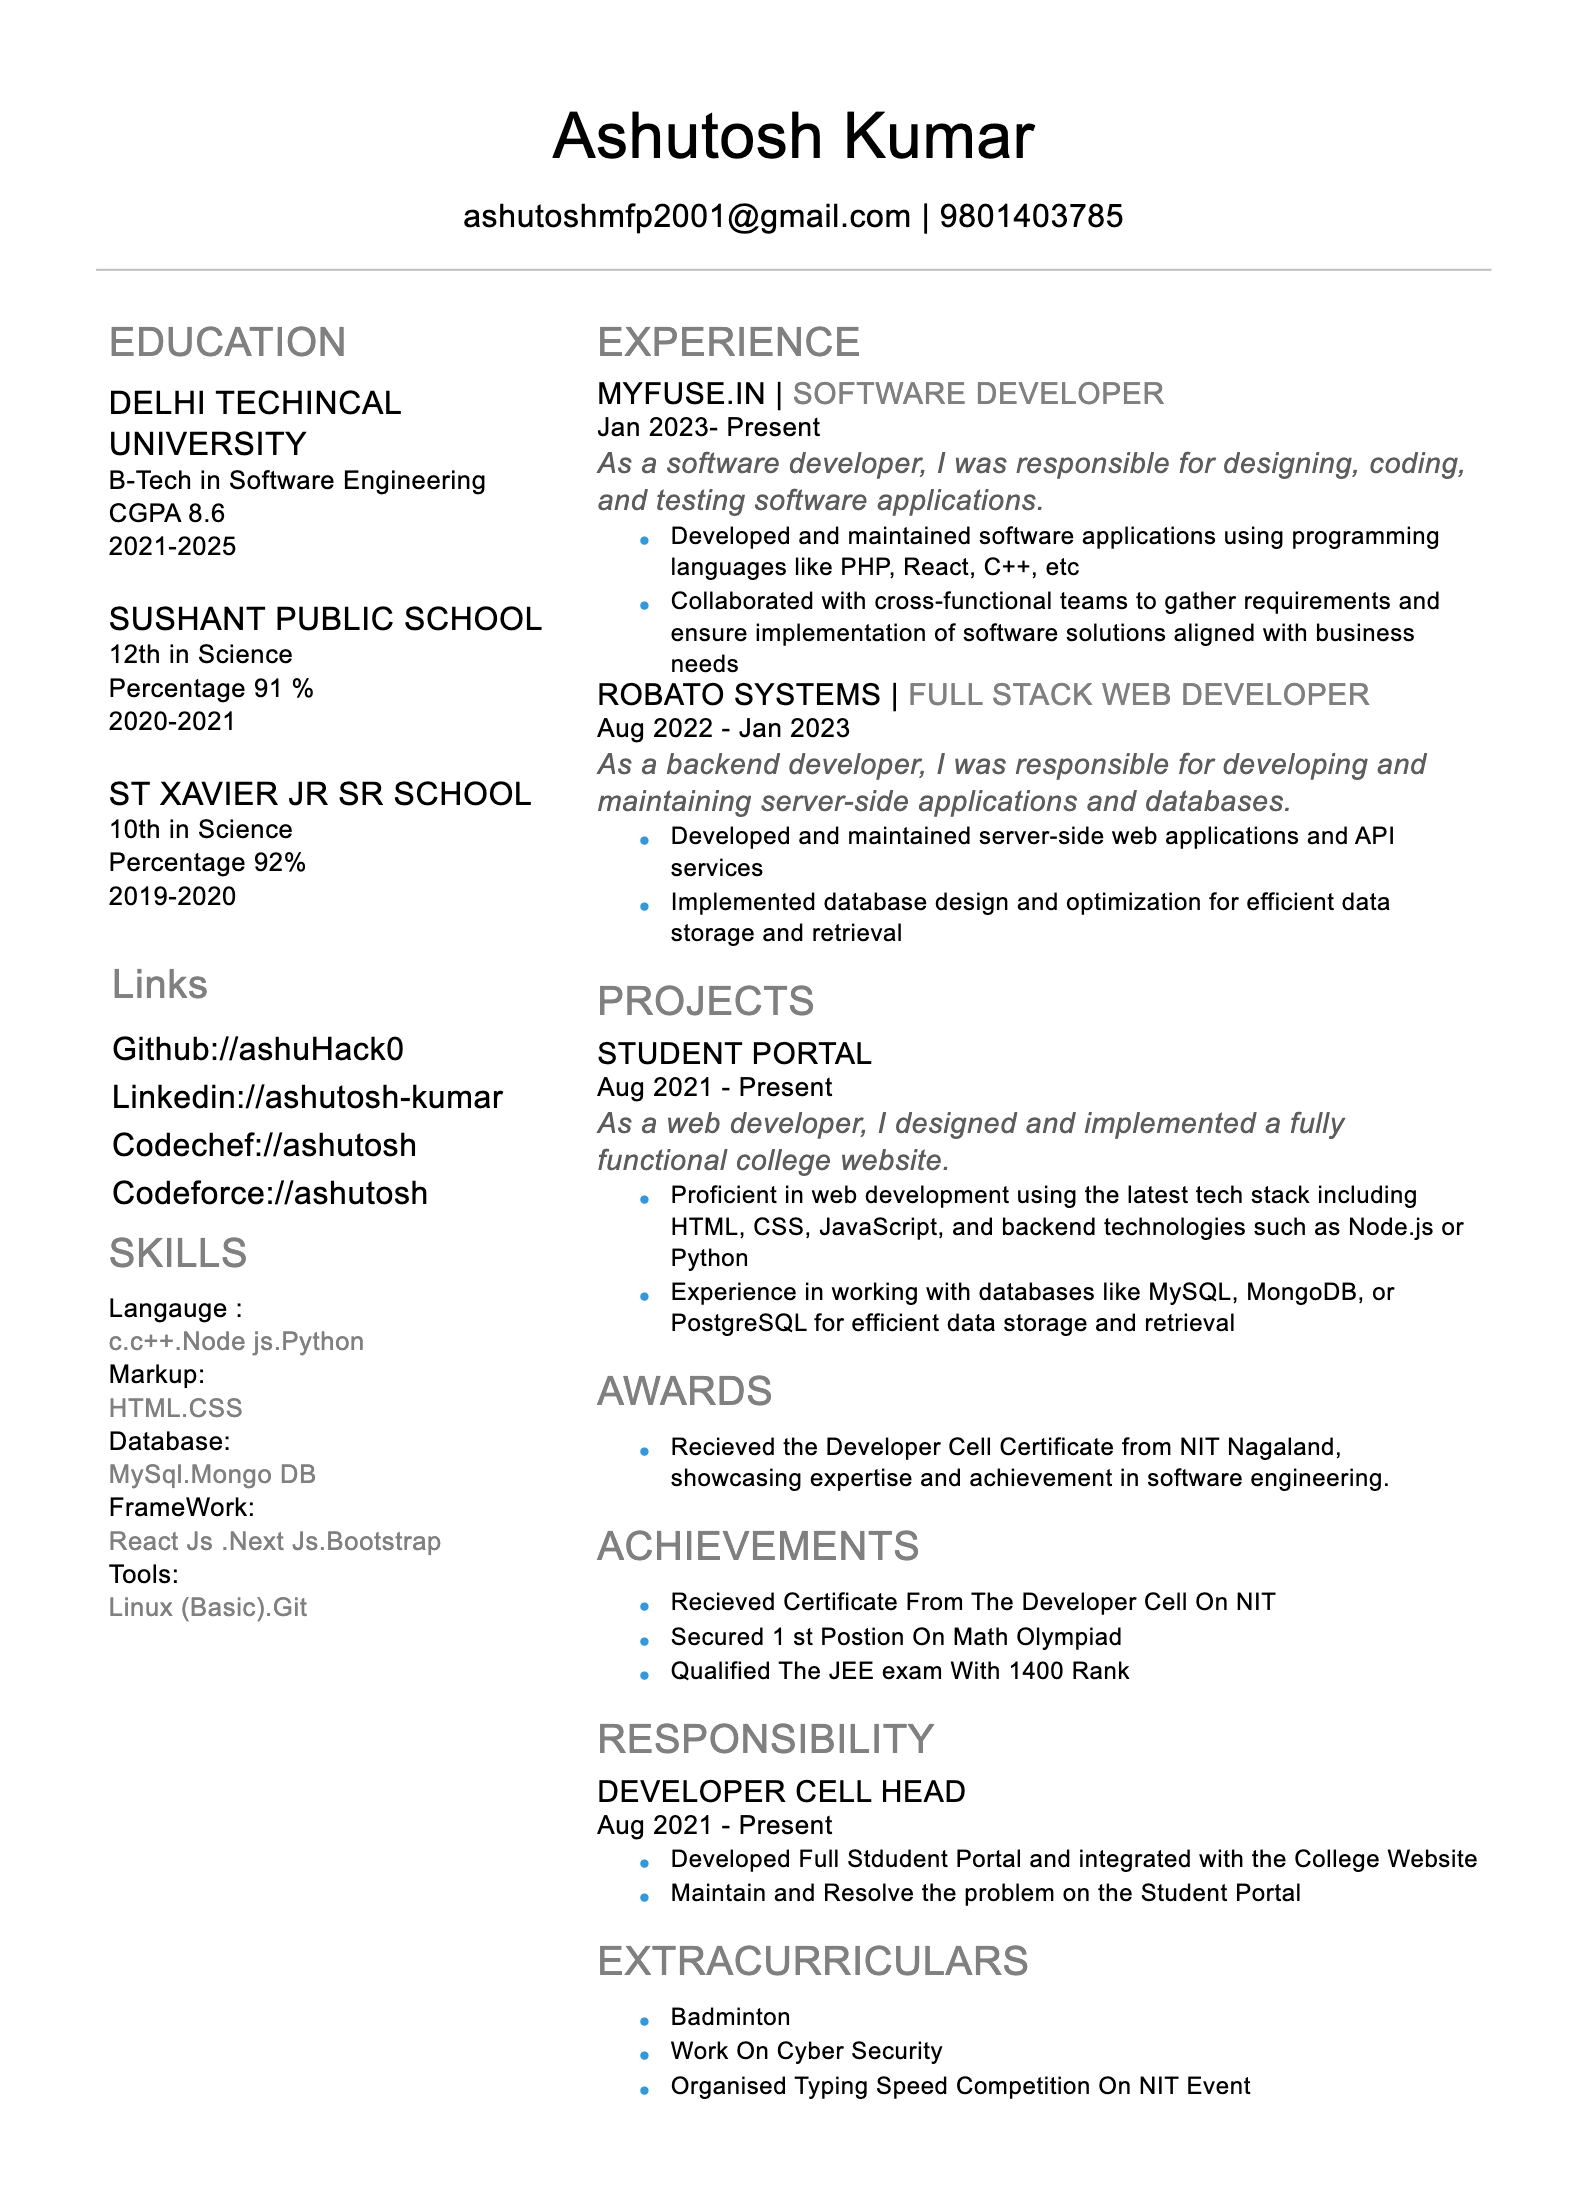 Ashutosh Kumar
ashutoshmfp2001@gmail.com | 9801403785
EDUCATION
DELHI TECHINCAL
UNIVERSITY
B-Tech in Software Engineering
CGPA 8.6
2021-2025
SUSHANT PUBLIC SCHOOL
12th in Science
Percentage 91 %
2020-2021
ST XAVIER JR SR SCHOOL
10th in Science
Percentage 92%
2019-2020
Links
Github://ashuHack0
Linkedin://ashutosh-kumar
Codechef://ashutosh
Codeforce://ashutosh
SKILLS
Langauge :
c.c++.Node js.Python
Markup:
HTML.CSS
Database:
MySql.Mongo DB
FrameWork:
React Js .Next Js.Bootstrap
Tools:
Linux (Basic).Git
EXPERIENCE
MYFUSE.IN | SOFTWARE DEVELOPER
Jan 2023- Present
As a software developer, I was responsible for designing, coding,
and testing software applications.
• Developed and maintained software applications using programming
languages like PHP, React, C++, etc
• Collaborated with cross-functional teams to gather requirements and
ensure implementation of software solutions aligned with business
needs
ROBATO SYSTEMS | FULL STACK WEB DEVELOPER
Aug 2022 - Jan 2023
As a backend developer, I was responsible for developing and
maintaining server-side applications and databases.
• Developed and maintained server-side web applications and API
services
• Implemented database design and optimization for efficient data
storage and retrieval
PROJECTS
STUDENT PORTAL
Aug 2021 - Present
As a web developer, I designed and implemented a fully
functional college website.
• Proficient in web development using the latest tech stack including
HTML, CSS, JavaScript, and backend technologies such as Node.js or
Python
• Experience in working with databases like MySQL, MongoDB, or
PostgreSQL for efficient data storage and retrieval
AWARDS
• Recieved the Developer Cell Certificate from NIT Nagaland,
showcasing expertise and achievement in software engineering.
ACHIEVEMENTS
• Recieved Certificate From The Developer Cell On NIT
• Secured 1 st Postion On Math Olympiad
• Qualified The JEE exam With 1400 Rank
RESPONSIBILITY
DEVELOPER CELL HEAD
Aug 2021 - Present
• Developed Full Stdudent Portal and integrated with the College Website
• Maintain and Resolve the problem on the Student Portal
EXTRACURRICULARS
• Badminton
• Work On Cyber Security
• Organised Typing Speed Competition On NIT Event